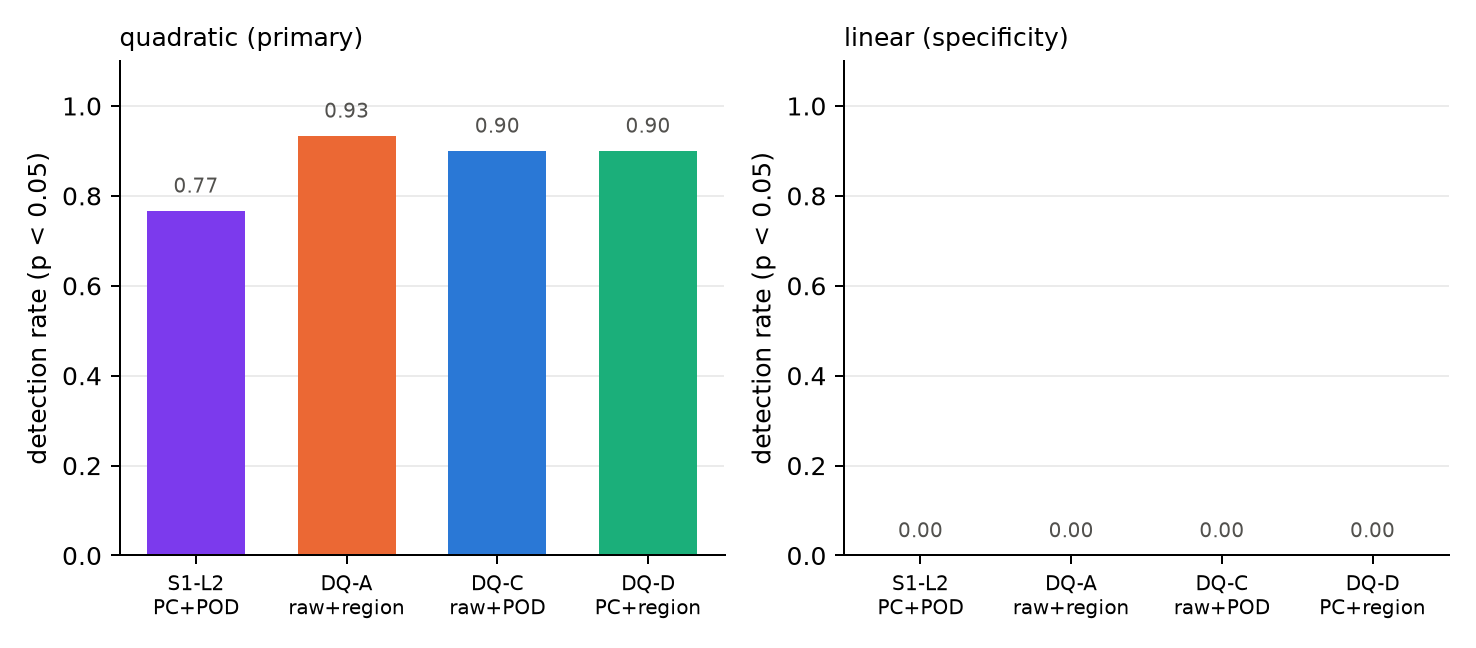 quadratic (primary)
detection rate (p < 0.05)
1.0
0.8
0.6
0.4
0.2
0.0
0.77
0.93
0.90
0.90
S1-L2
PC+POD
DQ-A
raw+region
DQ-C
raw+POD
DQ-D
PC+region
linear (specificity)
detection rate (p < 0.05)
1.0
0.8
0.6
0.4
0.2
0.0
0.00
0.00
0.00
0.00
S1-L2
PC+POD
DQ-A
raw+region
DQ-C
raw+POD
DQ-D
PC+region